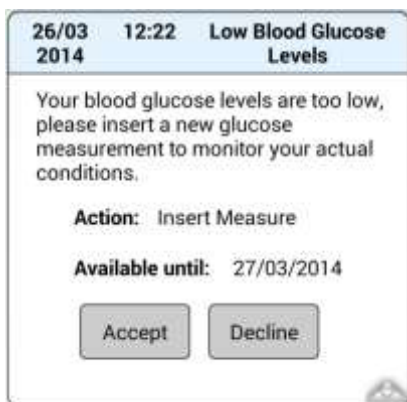 26/03 12:22 Low Blood Glucose
2014 Levels
Your blood glucose levels are too low,
please insert a new glucose
measurement to monitor your actual
conditions.
Action: Insert Measure
Available until: 27/03/2014
Accept Decline